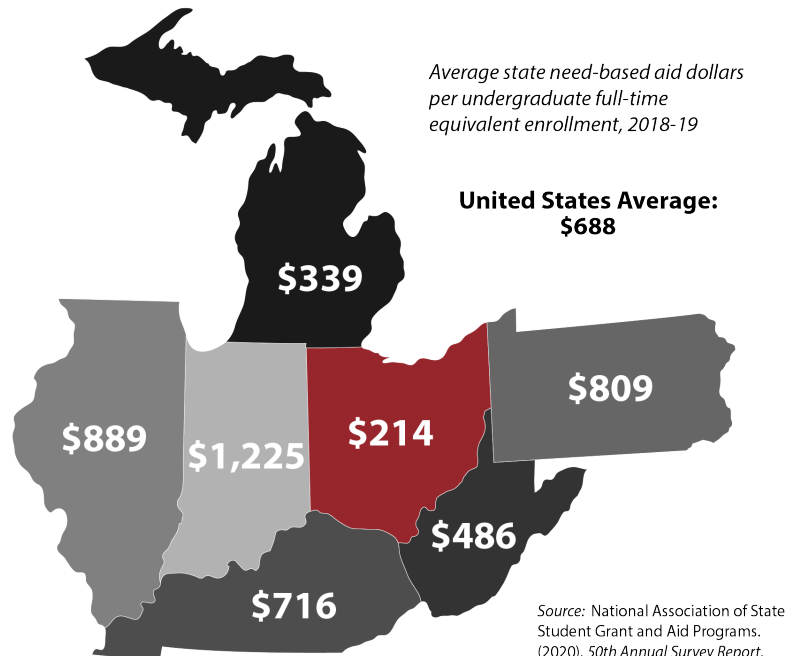 Average state need-based aid dollars
per undergraduate full-time
equivalent enrollment, 2018-19
United States Average:
$688
$339
$809
$889
$1,225
$214
$486
$716
Source: National Association of State
Student Grant and Aid Programs.
(2020). 50th Annual Survey Report.